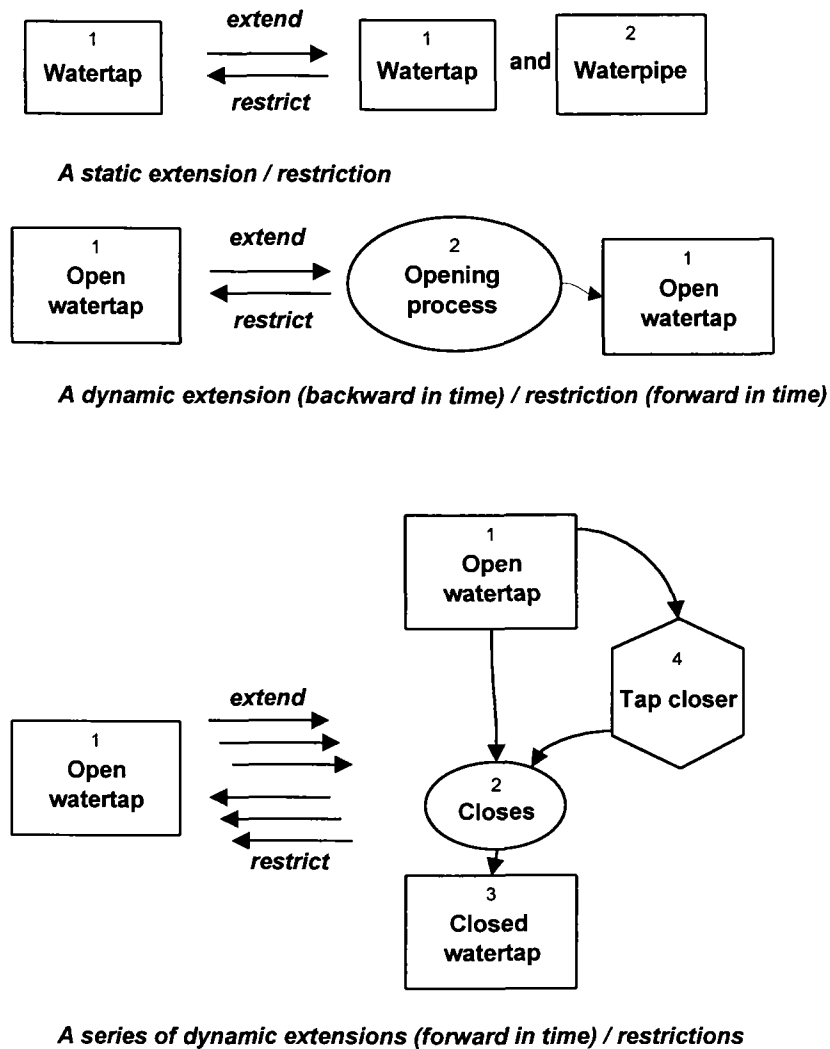 extend
1
Watertap
restrict
1
Watertap
and
2
Waterpipe
A static extension / restriction
1
Open
watertap
extend
restrict
2
Opening
process
1
Open
watertap
A dynamic extension (backward in time) / restriction (forward in time)
1
Open
watertap
extend
restrict
1
Open
watertap
4
Tap closer
2
Closes
3
Closed
watertap
A series of dynamic extensions (forward in time) / restrictions